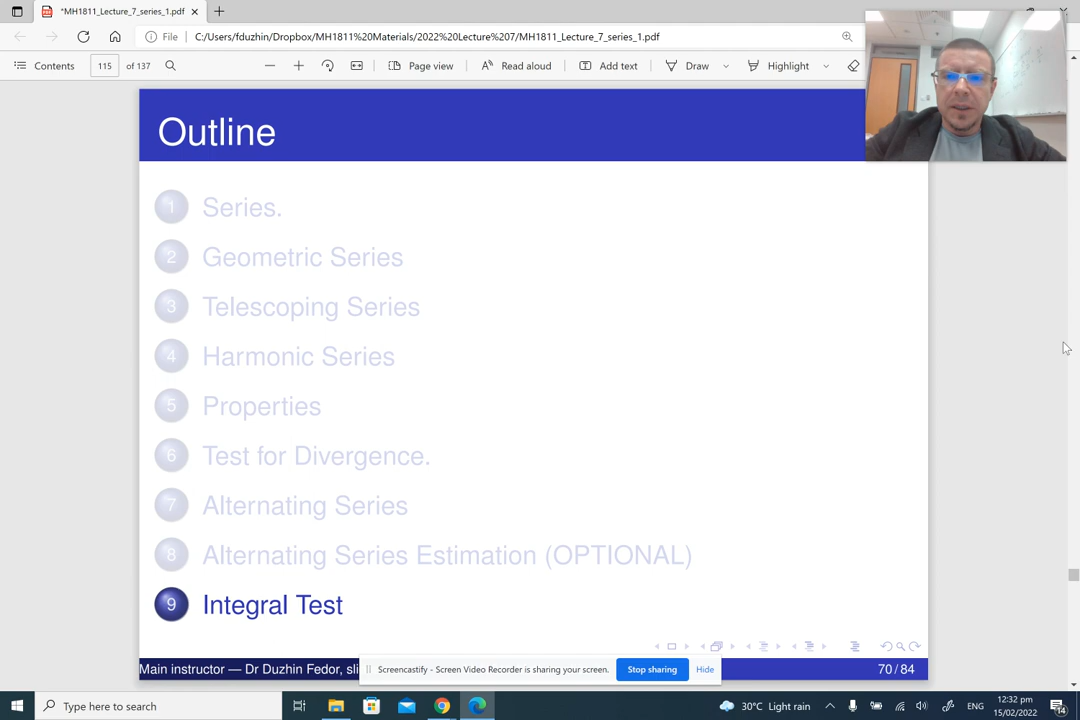 *MH1811_Lecture_7_series_1.pdf
File C:/Users/fduzhin/Dropbox/MH1811%20Materials/2022%20Lecture%207/MH1811_Lecture_7_series_1.pdf
Contents 115 of 137 Page view Read aloud Add text Draw Highlight
Outline
1 Series.
2 Geometric Series
3 Telescoping Series
4 Harmonic Series
5 Properties
6 Test for Divergence.
7 Alternating Series
8 Alternating Series Estimation (OPTIONAL)
9 Integral Test
Main instructor — Dr Duzhin Fedor, sli 70 / 84
Screencastify - Screen Video Recorder is sharing your screen. Stop sharing Hide
Type here to search 30°C Light rain ENG 12:32 pm
15/02/2022 14